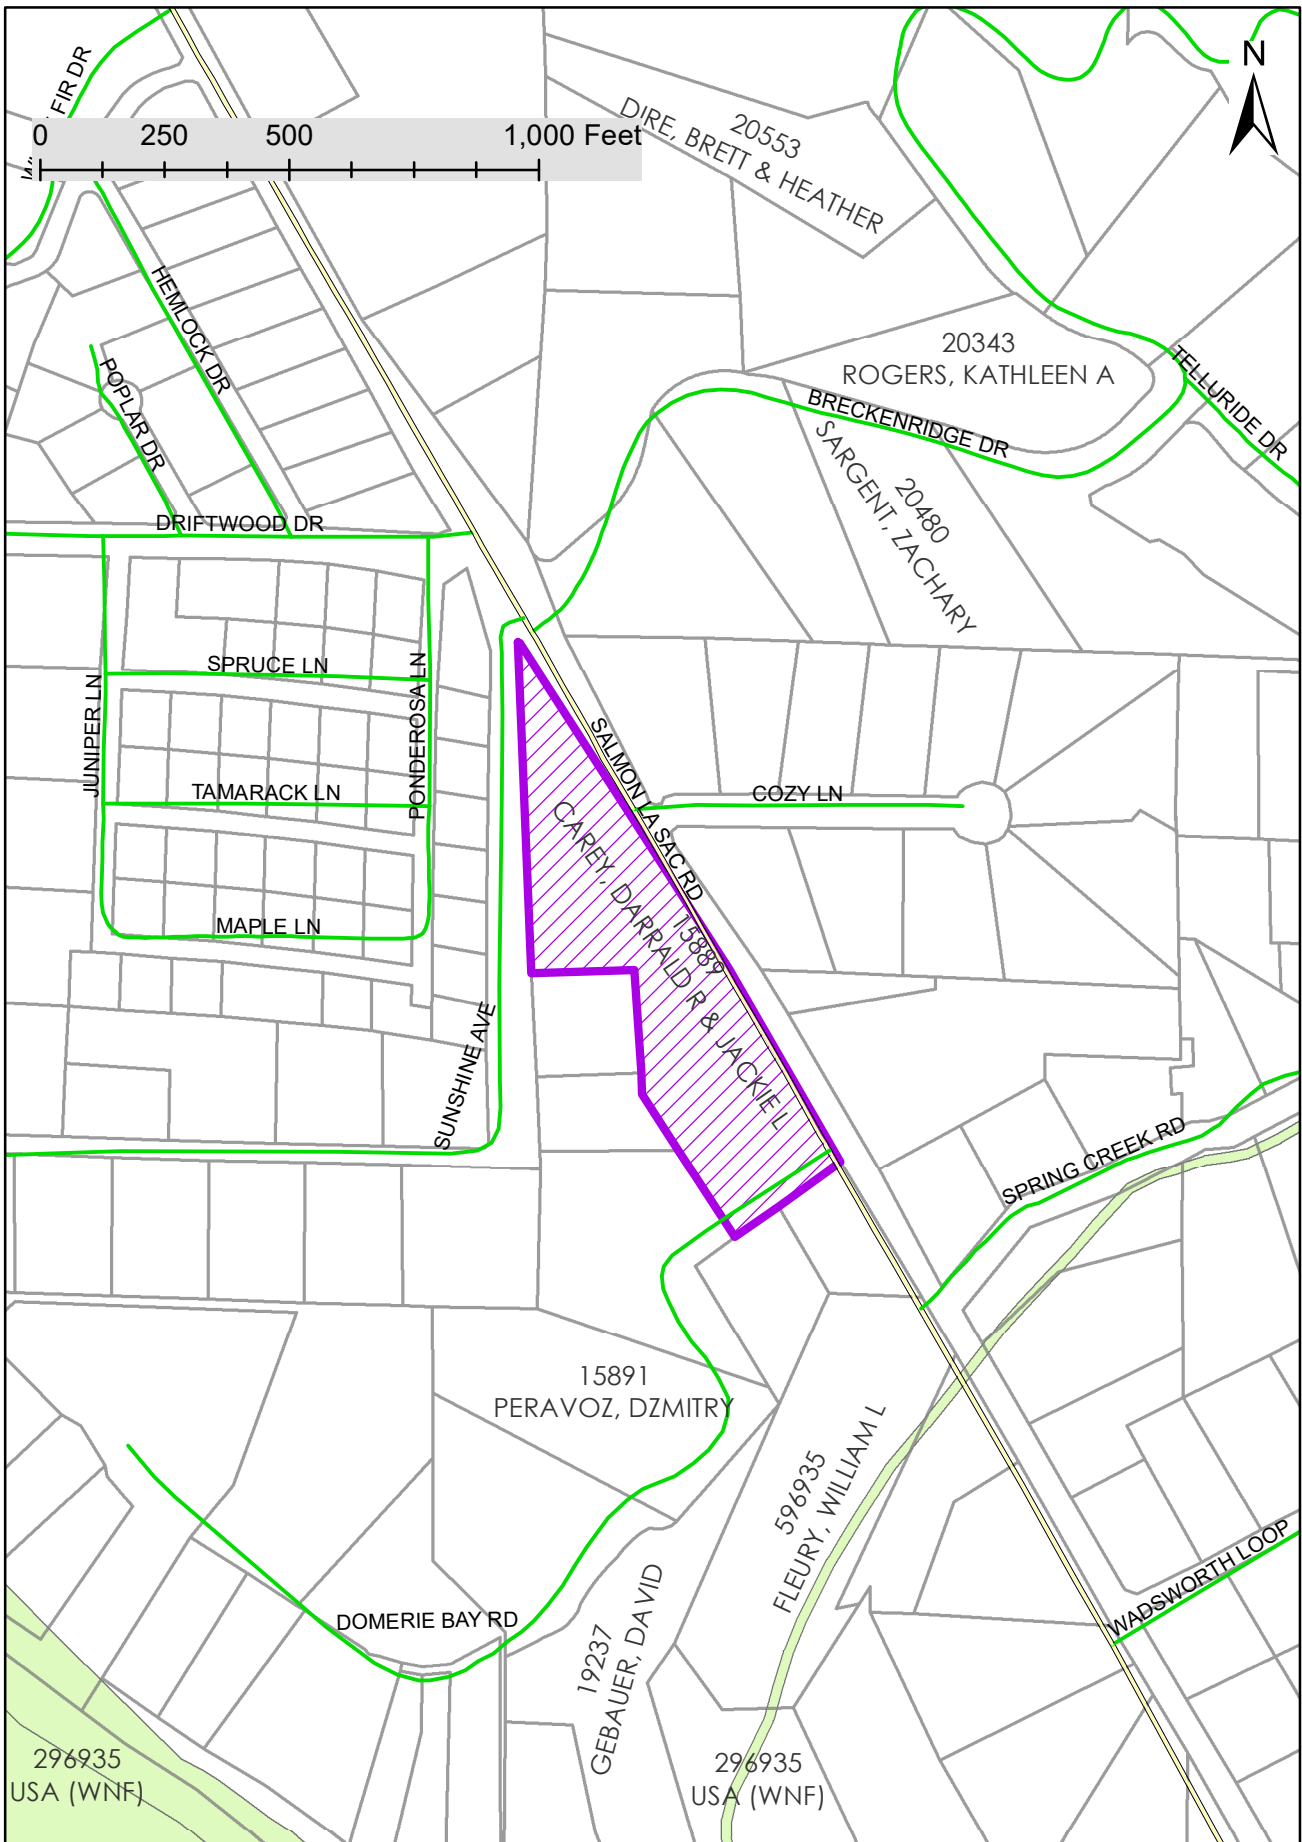 FIR DR
N
0 250 500 1,000 Feet
20553
DIRE, BRETT & HEATHER
HEMLOCK DR
POPLAR DR
20343
ROGERS, KATHLEEN A
TELLURIDE DR
BRECKENRIDGE DR
20480
SARGENT, ZACHARY
DRIFTWOOD DR
SPRUCE LN
JUNIPER LN
PONDEROSA LN
TAMARACK LN
MAPLE LN
SALMON LA SAC RD
COZY LN
15889
CAREY, DARRALD R & JACKIE L
SUNSHINE AVE
SPRING CREEK RD
15891
PERAVOZ, DZMITRY
596935
FLEURY, WILLIAM L
WADSWORTH LOOP
DOMERIE BAY RD
19237
GEBAUER, DAVID
296935
USA (WNF)
296935
USA (WNF)